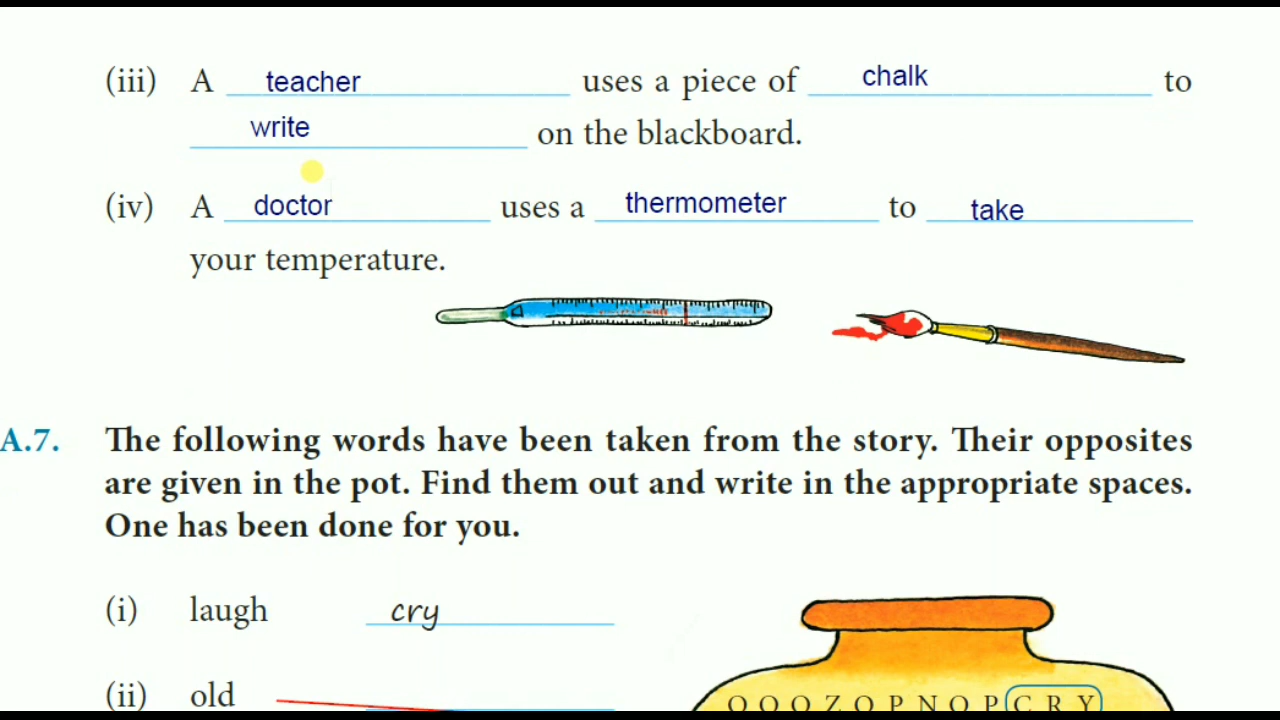 (iii) A teacher uses a piece of chalk to
write on the blackboard.
(iv) A doctor uses a thermometer to take
your temperature.
A.7. The following words have been taken from the story. Their opposites
are given in the pot. Find them out and write in the appropriate spaces.
One has been done for you.
(i) laugh cry
(ii) old
O O O Z O P N O P C R Y